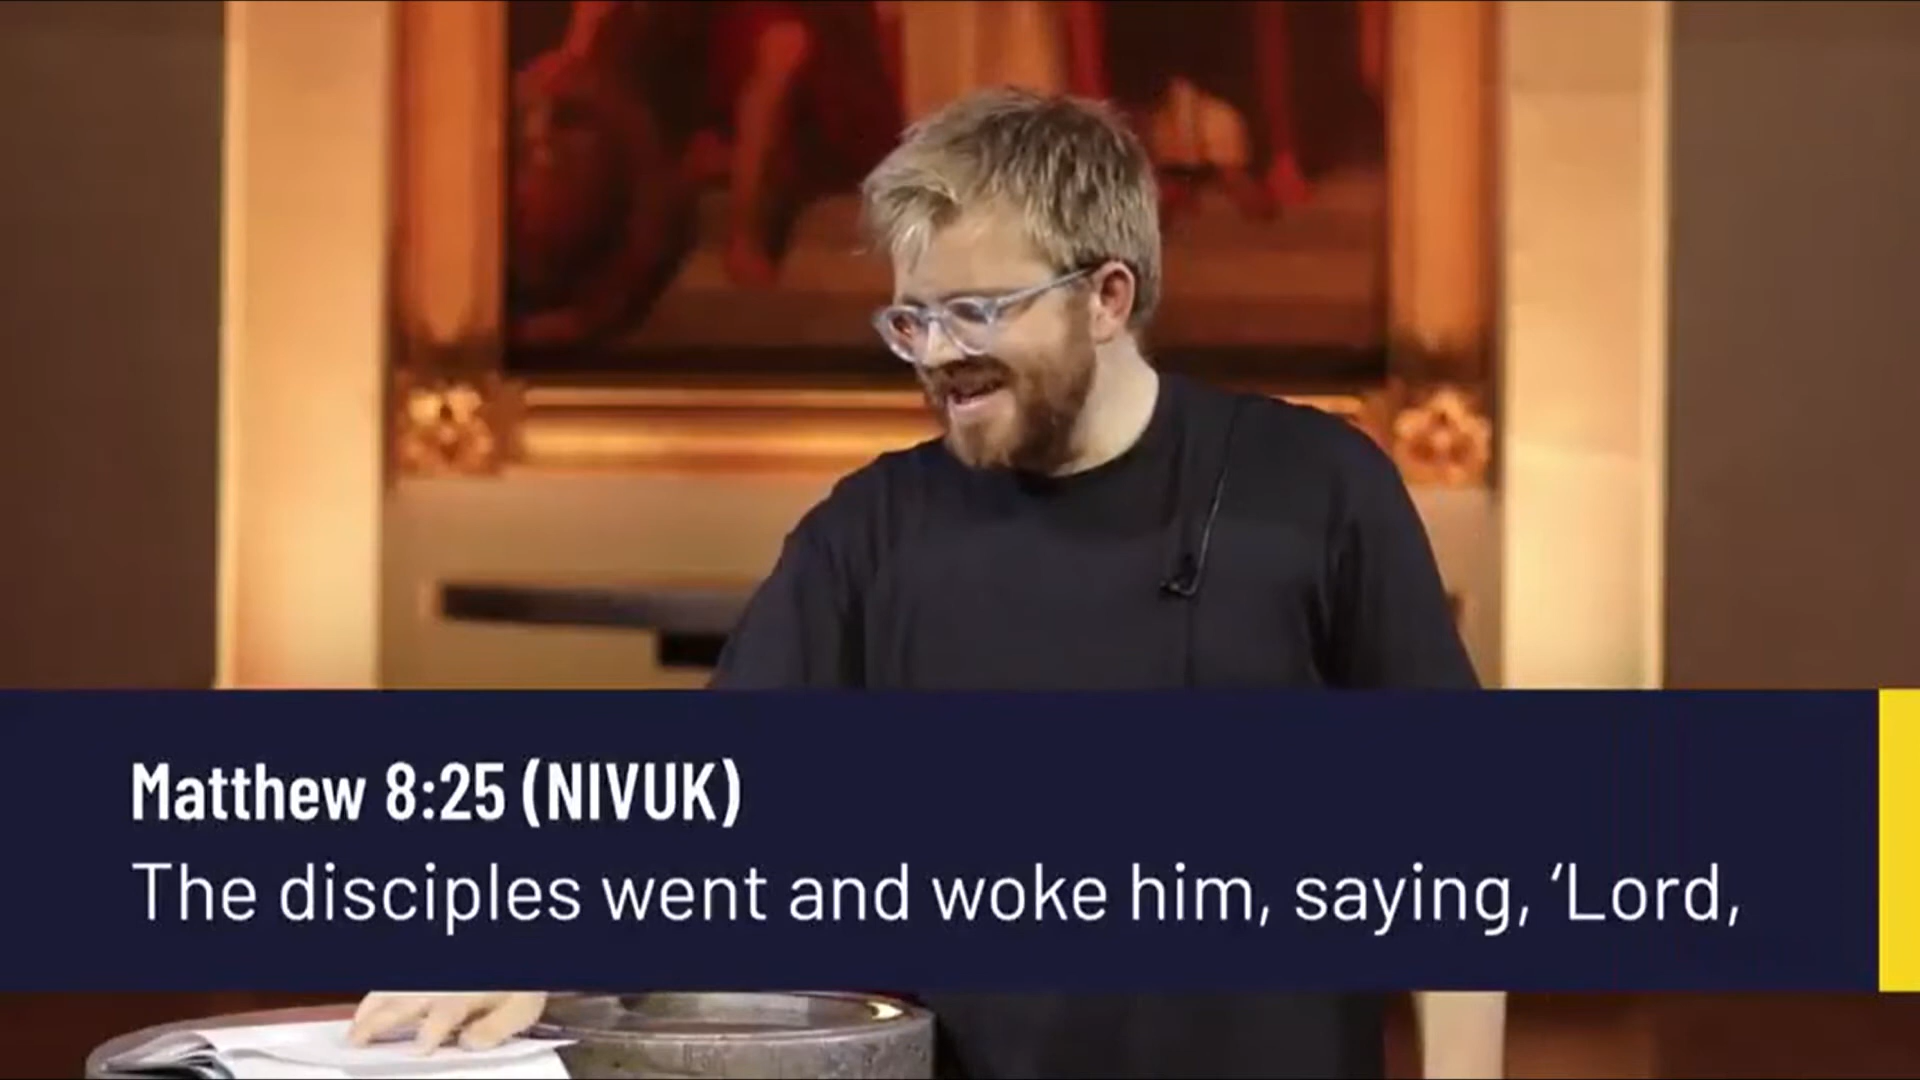 Matthew 8:25 (NIVUK)
The disciples went and woke him, saying, ‘Lord,